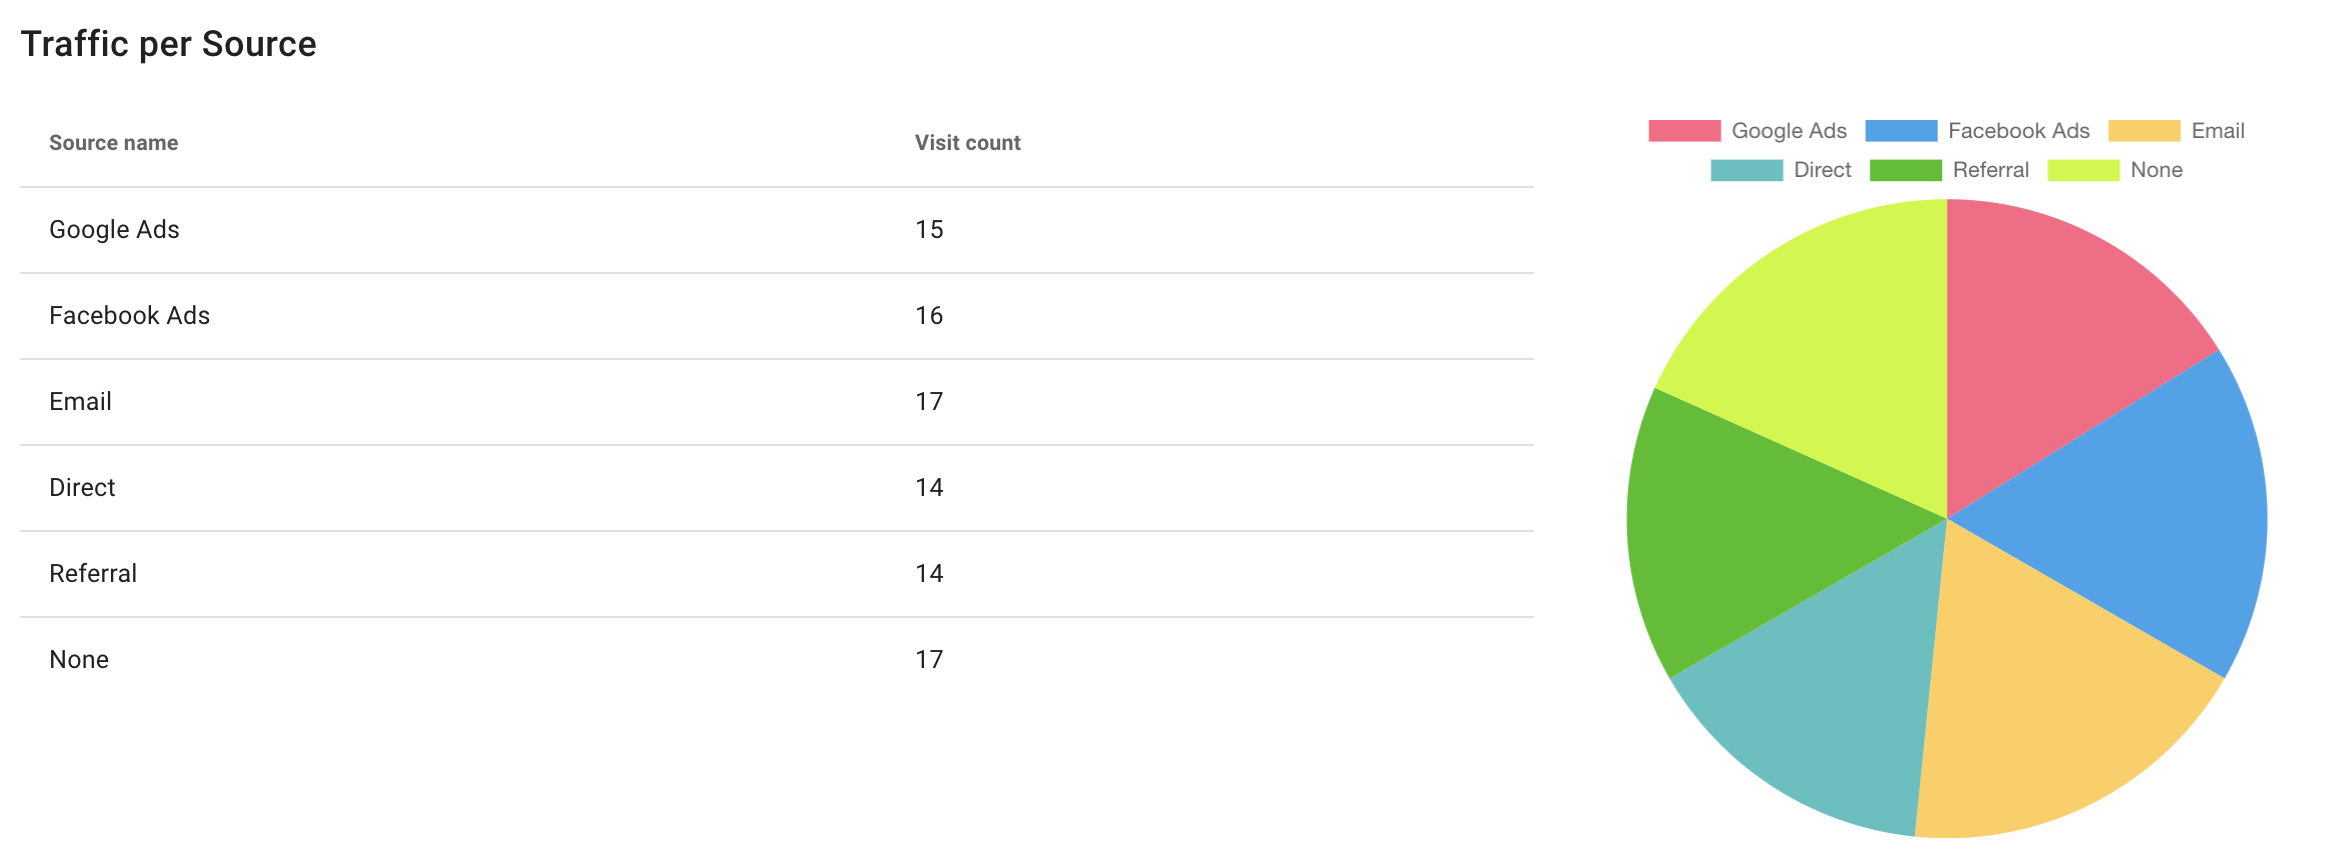 Traffic per Source
Source name Visit count
Google Ads 15
Facebook Ads 16
Email 17
Direct 14
Referral 14
None 17
Google Ads Facebook Ads Email
Direct Referral None